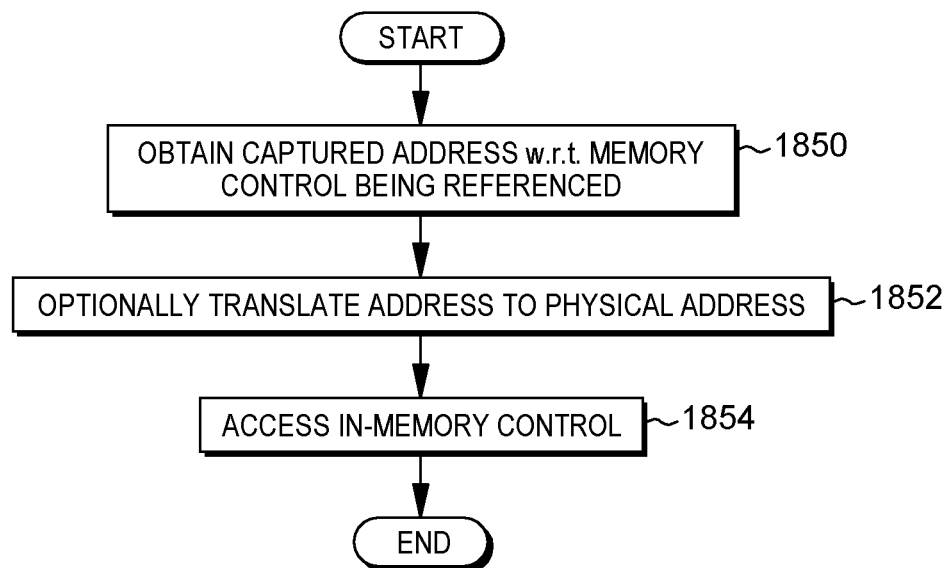 START
OBTAIN CAPTURED ADDRESS w.r.t. MEMORY
CONTROL BEING REFERENCED
1850
OPTIONALLY TRANSLATE ADDRESS TO PHYSICAL ADDRESS
1852
ACCESS IN-MEMORY CONTROL
1854
END